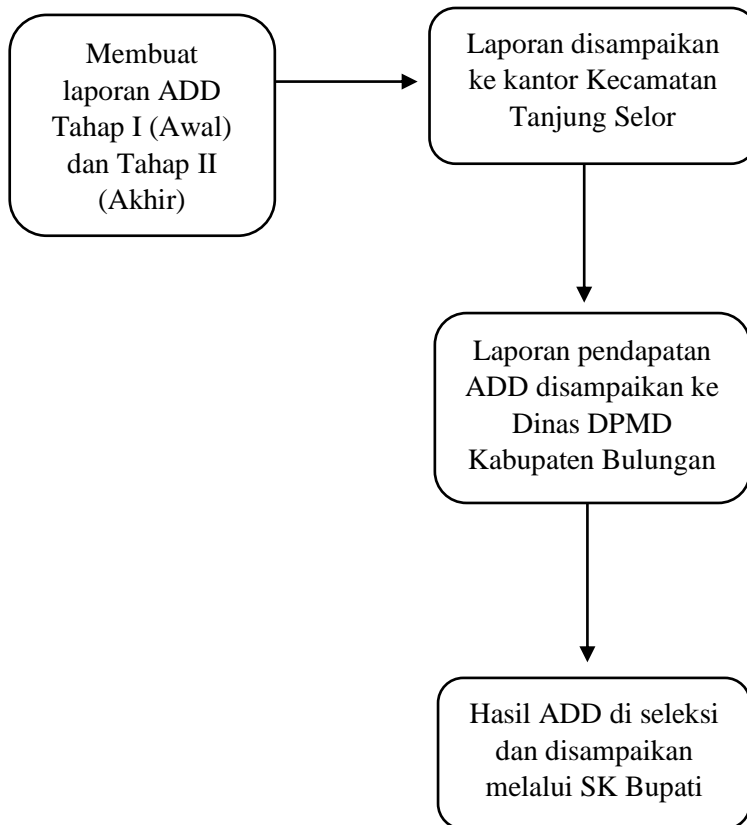 Membuat
laporan ADD
Tahap I (Awal)
dan Tahap II
(Akhir)
Laporan disampaikan
ke kantor Kecamatan
Tanjung Selor
Laporan pendapatan
ADD disampaikan ke
Dinas DPMD
Kabupaten Bulungan
Hasil ADD di seleksi
dan disampaikan
melalui SK Bupati